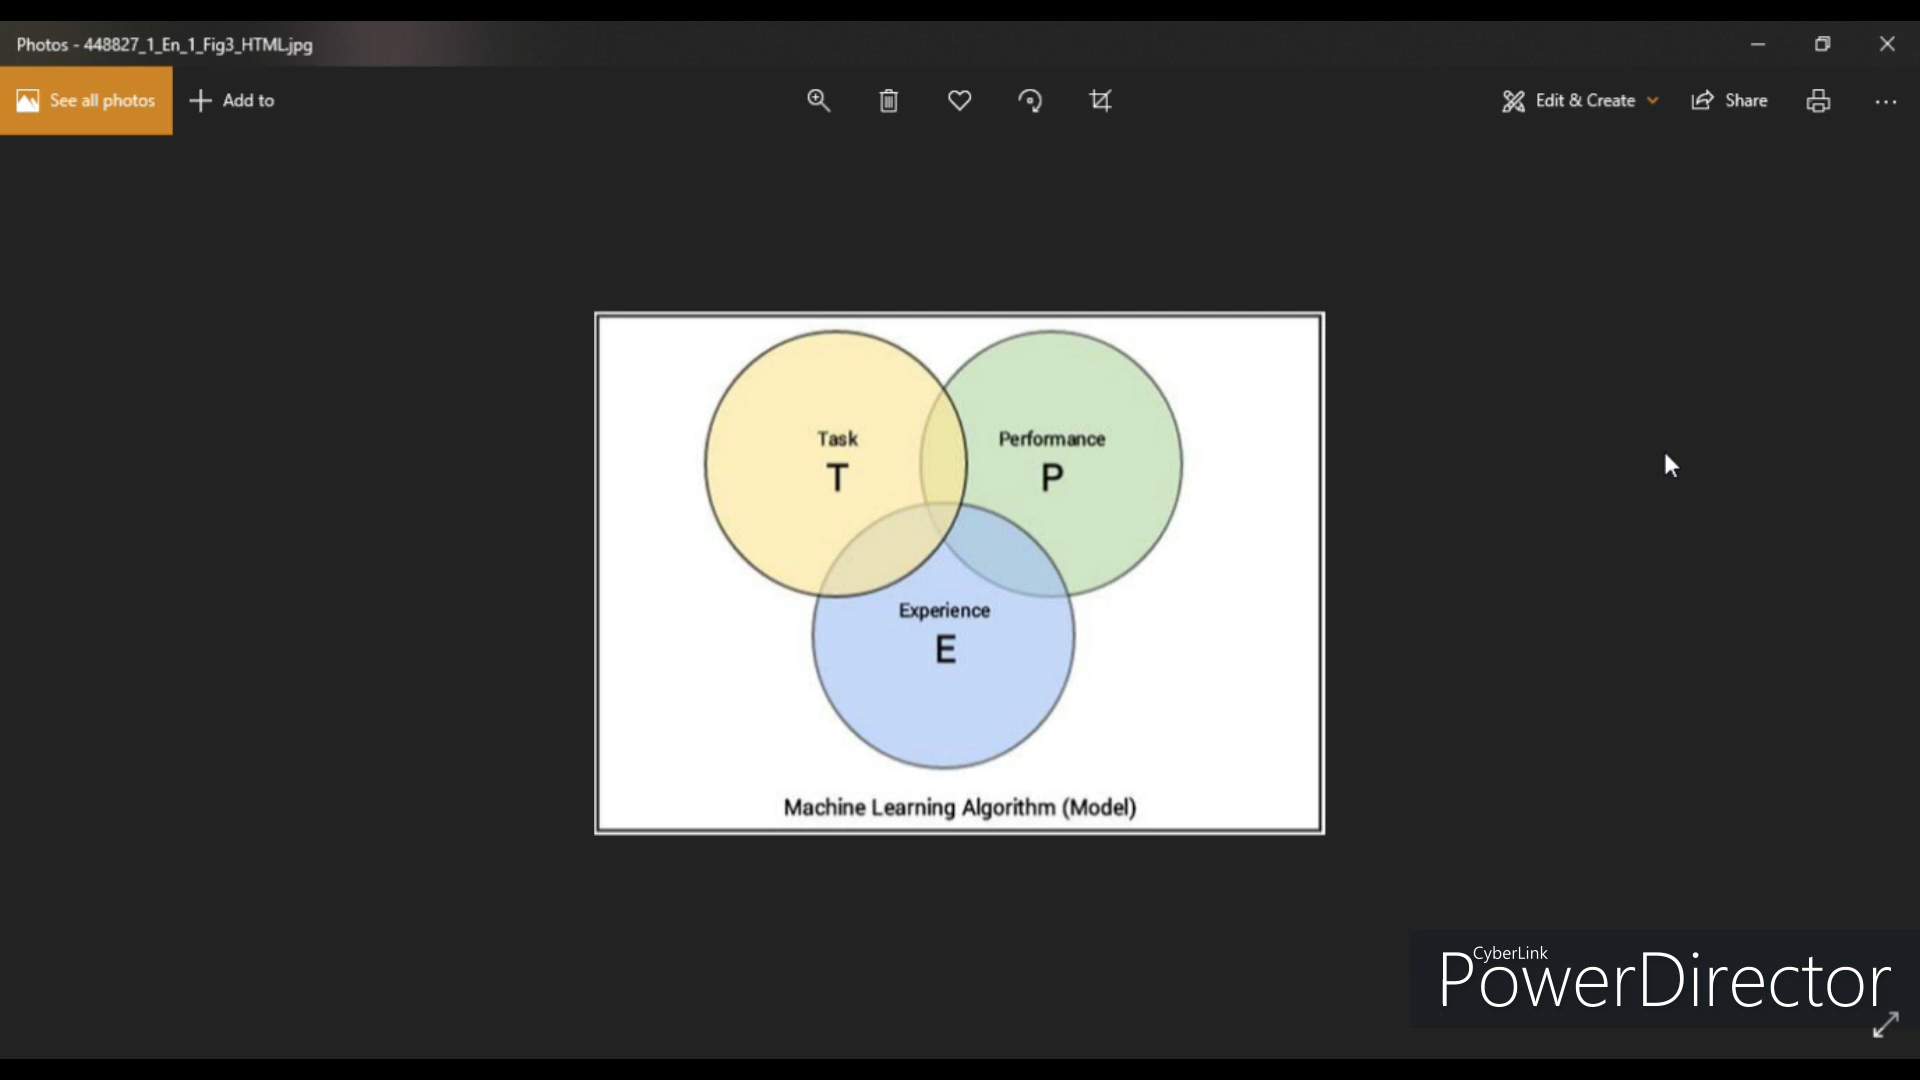 Photos - 448827_1_En_1_Fig3_HTML.jpg
See all photos
Add to
Edit & Create
Share
Task
T
Performance
P
Experience
E
Machine Learning Algorithm (Model)
CyberLink
PowerDirector